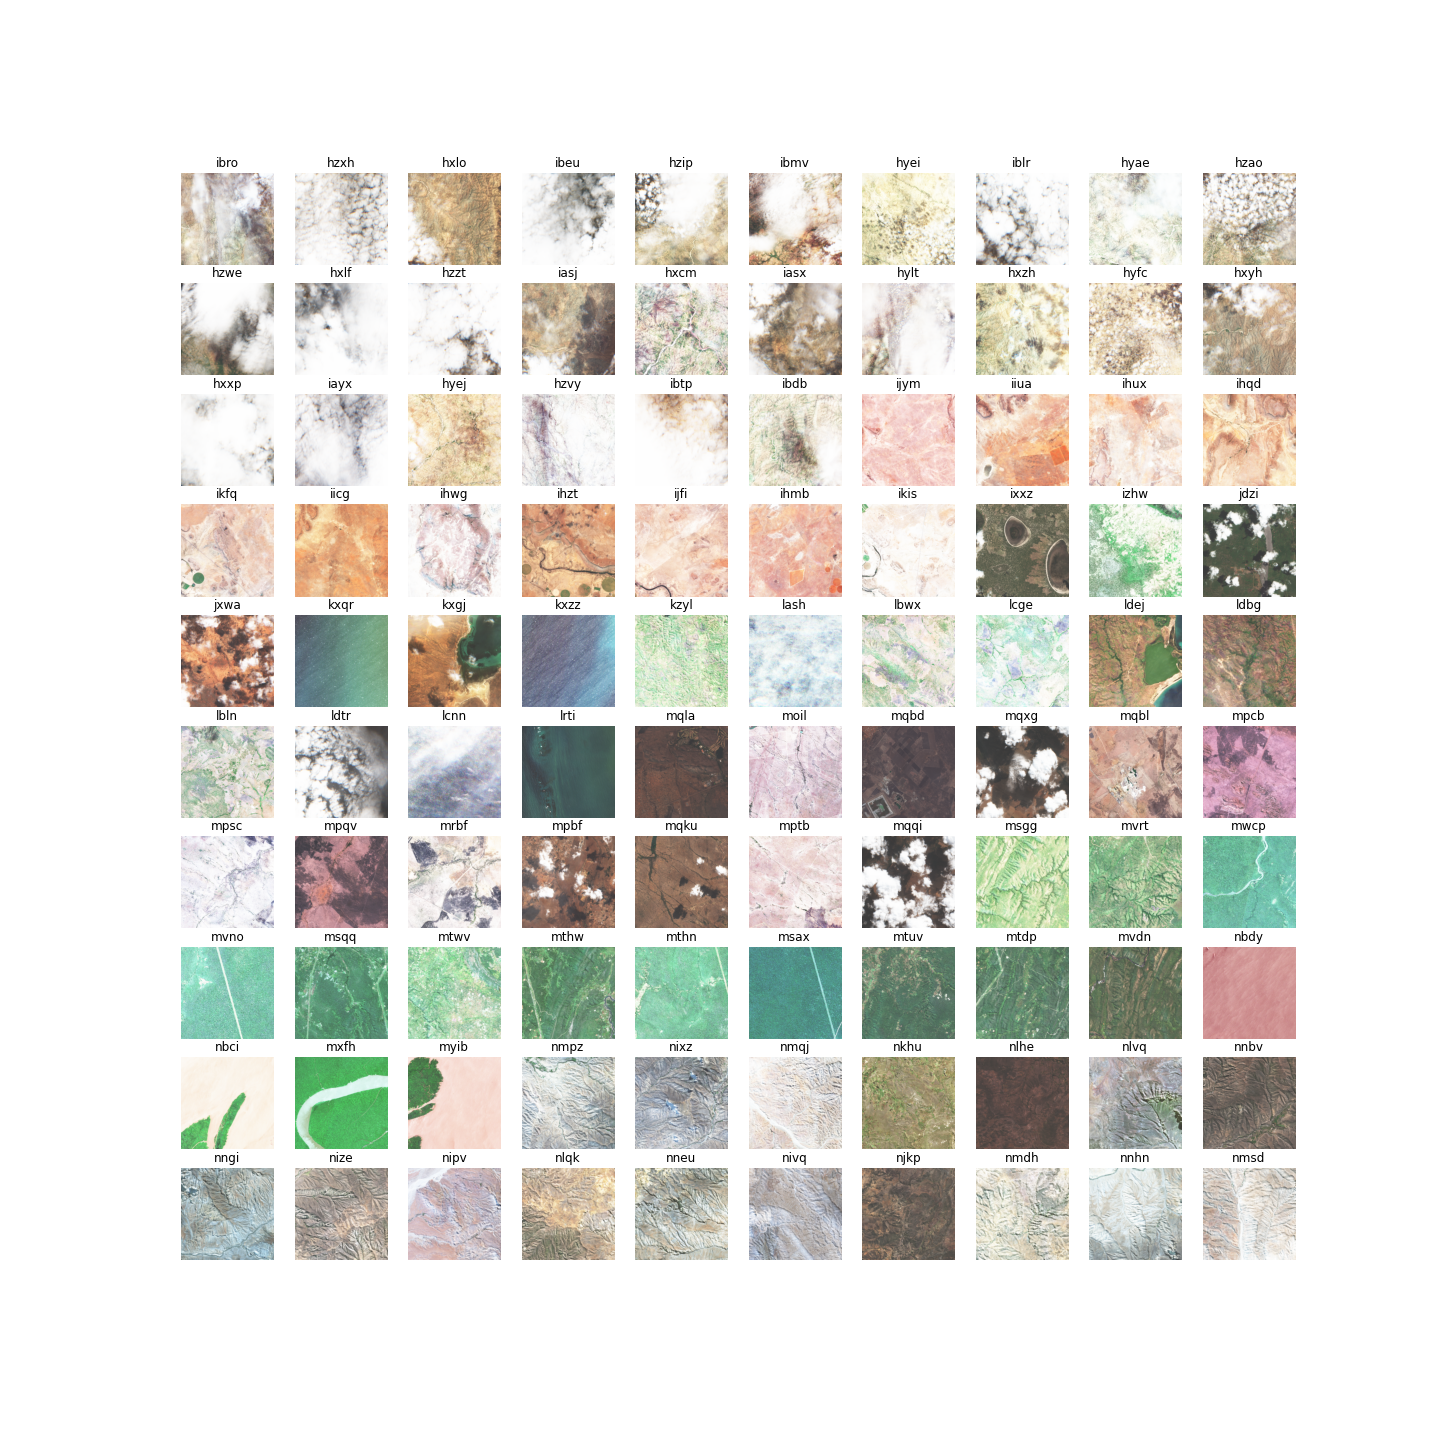 ibro hzxh hxlo ibeu hzip ibmv hyei iblr hyae hzao
hzwe hxlf hzzt iasj hxcm iasx hylt hxzh hyfc hxyh
hxxp iayx hyej hzvy ibtp ibdb ijym iiua ihux ihqd
ikfq iicg ihwg ihzt ijfi ihmb ikis ixxz izhw jdzi
jxwa kxqr kxgj kxzz kzyl lash lbwx lcge ldej ldbg
lbln ldtr lcnn lrti mqla moil mqbd mqxg mqbl mpcb
mpsc mpqv mrbf mpbf mqku mptb mqqi msgg mvrt mwcp
mvno msqq mtwv mthw mthn msax mtuv mtdp mvdn nbdy
nbci mxfh myib nmpz nixz nmqj nkhu nlhe nlvq nnbv
nngi nize nipv nlqk nneu nivq njkp nmdh nnhn nmsd